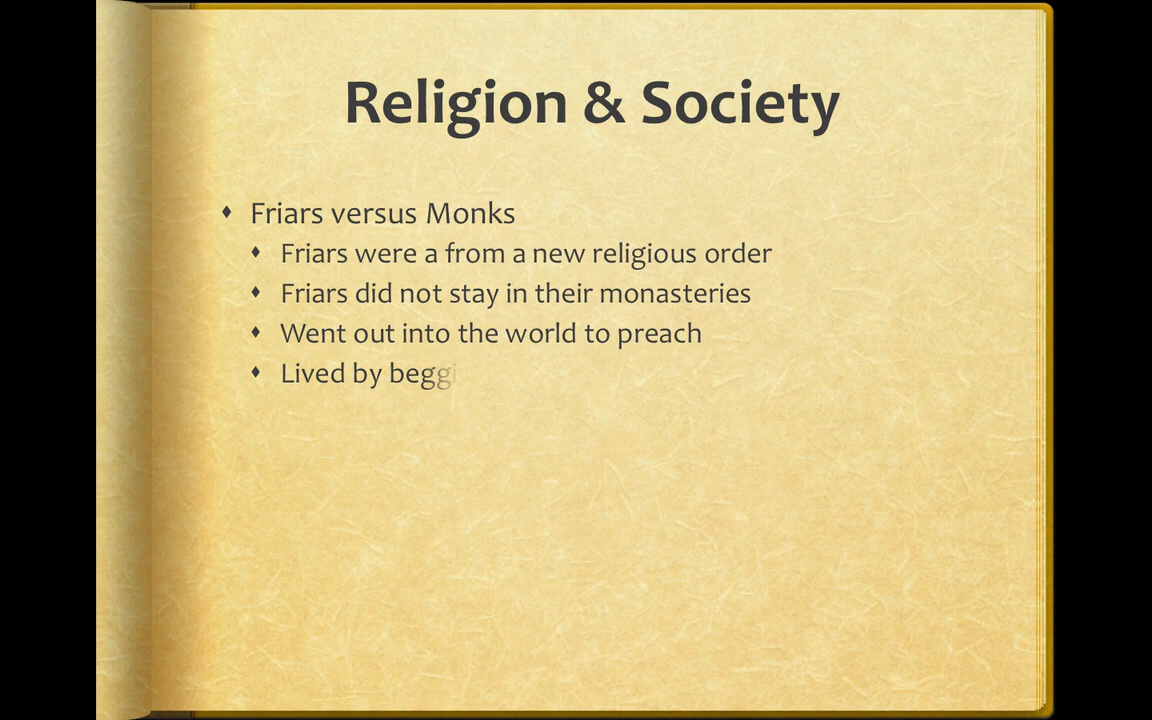 Religion & Society
Friars versus Monks
Friars were a from a new religious order
Friars did not stay in their monasteries
Went out into the world to preach
Lived by beggi